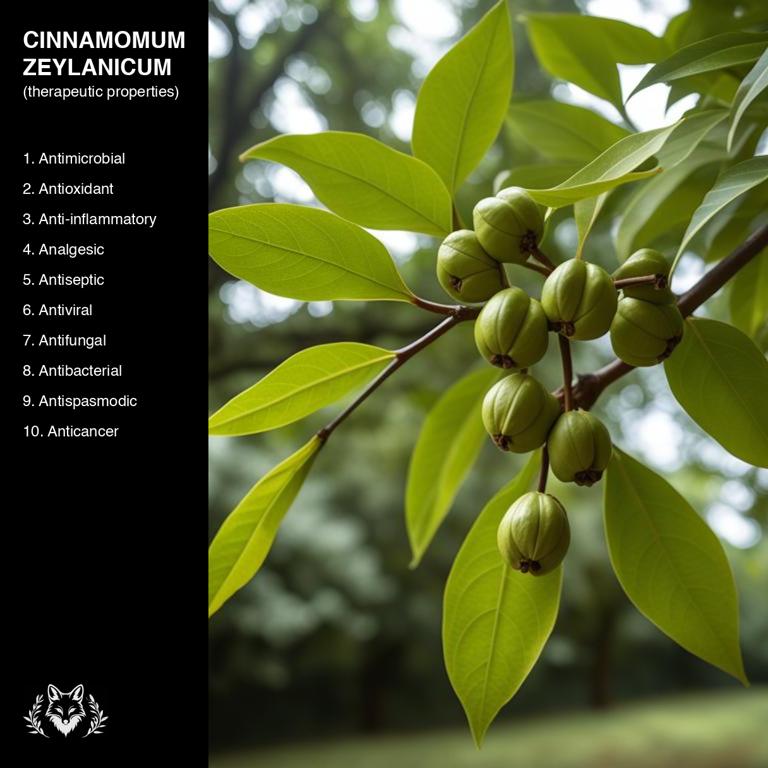 CINNAMOMUM
ZEYLANICUM
(therapeutic properties)
1. Antimicrobial
2. Antioxidant
3. Anti-inflammatory
4. Analgesic
5. Antiseptic
6. Antiviral
7. Antifungal
8. Antibacterial
9. Antispasmodic
10. Anticancer